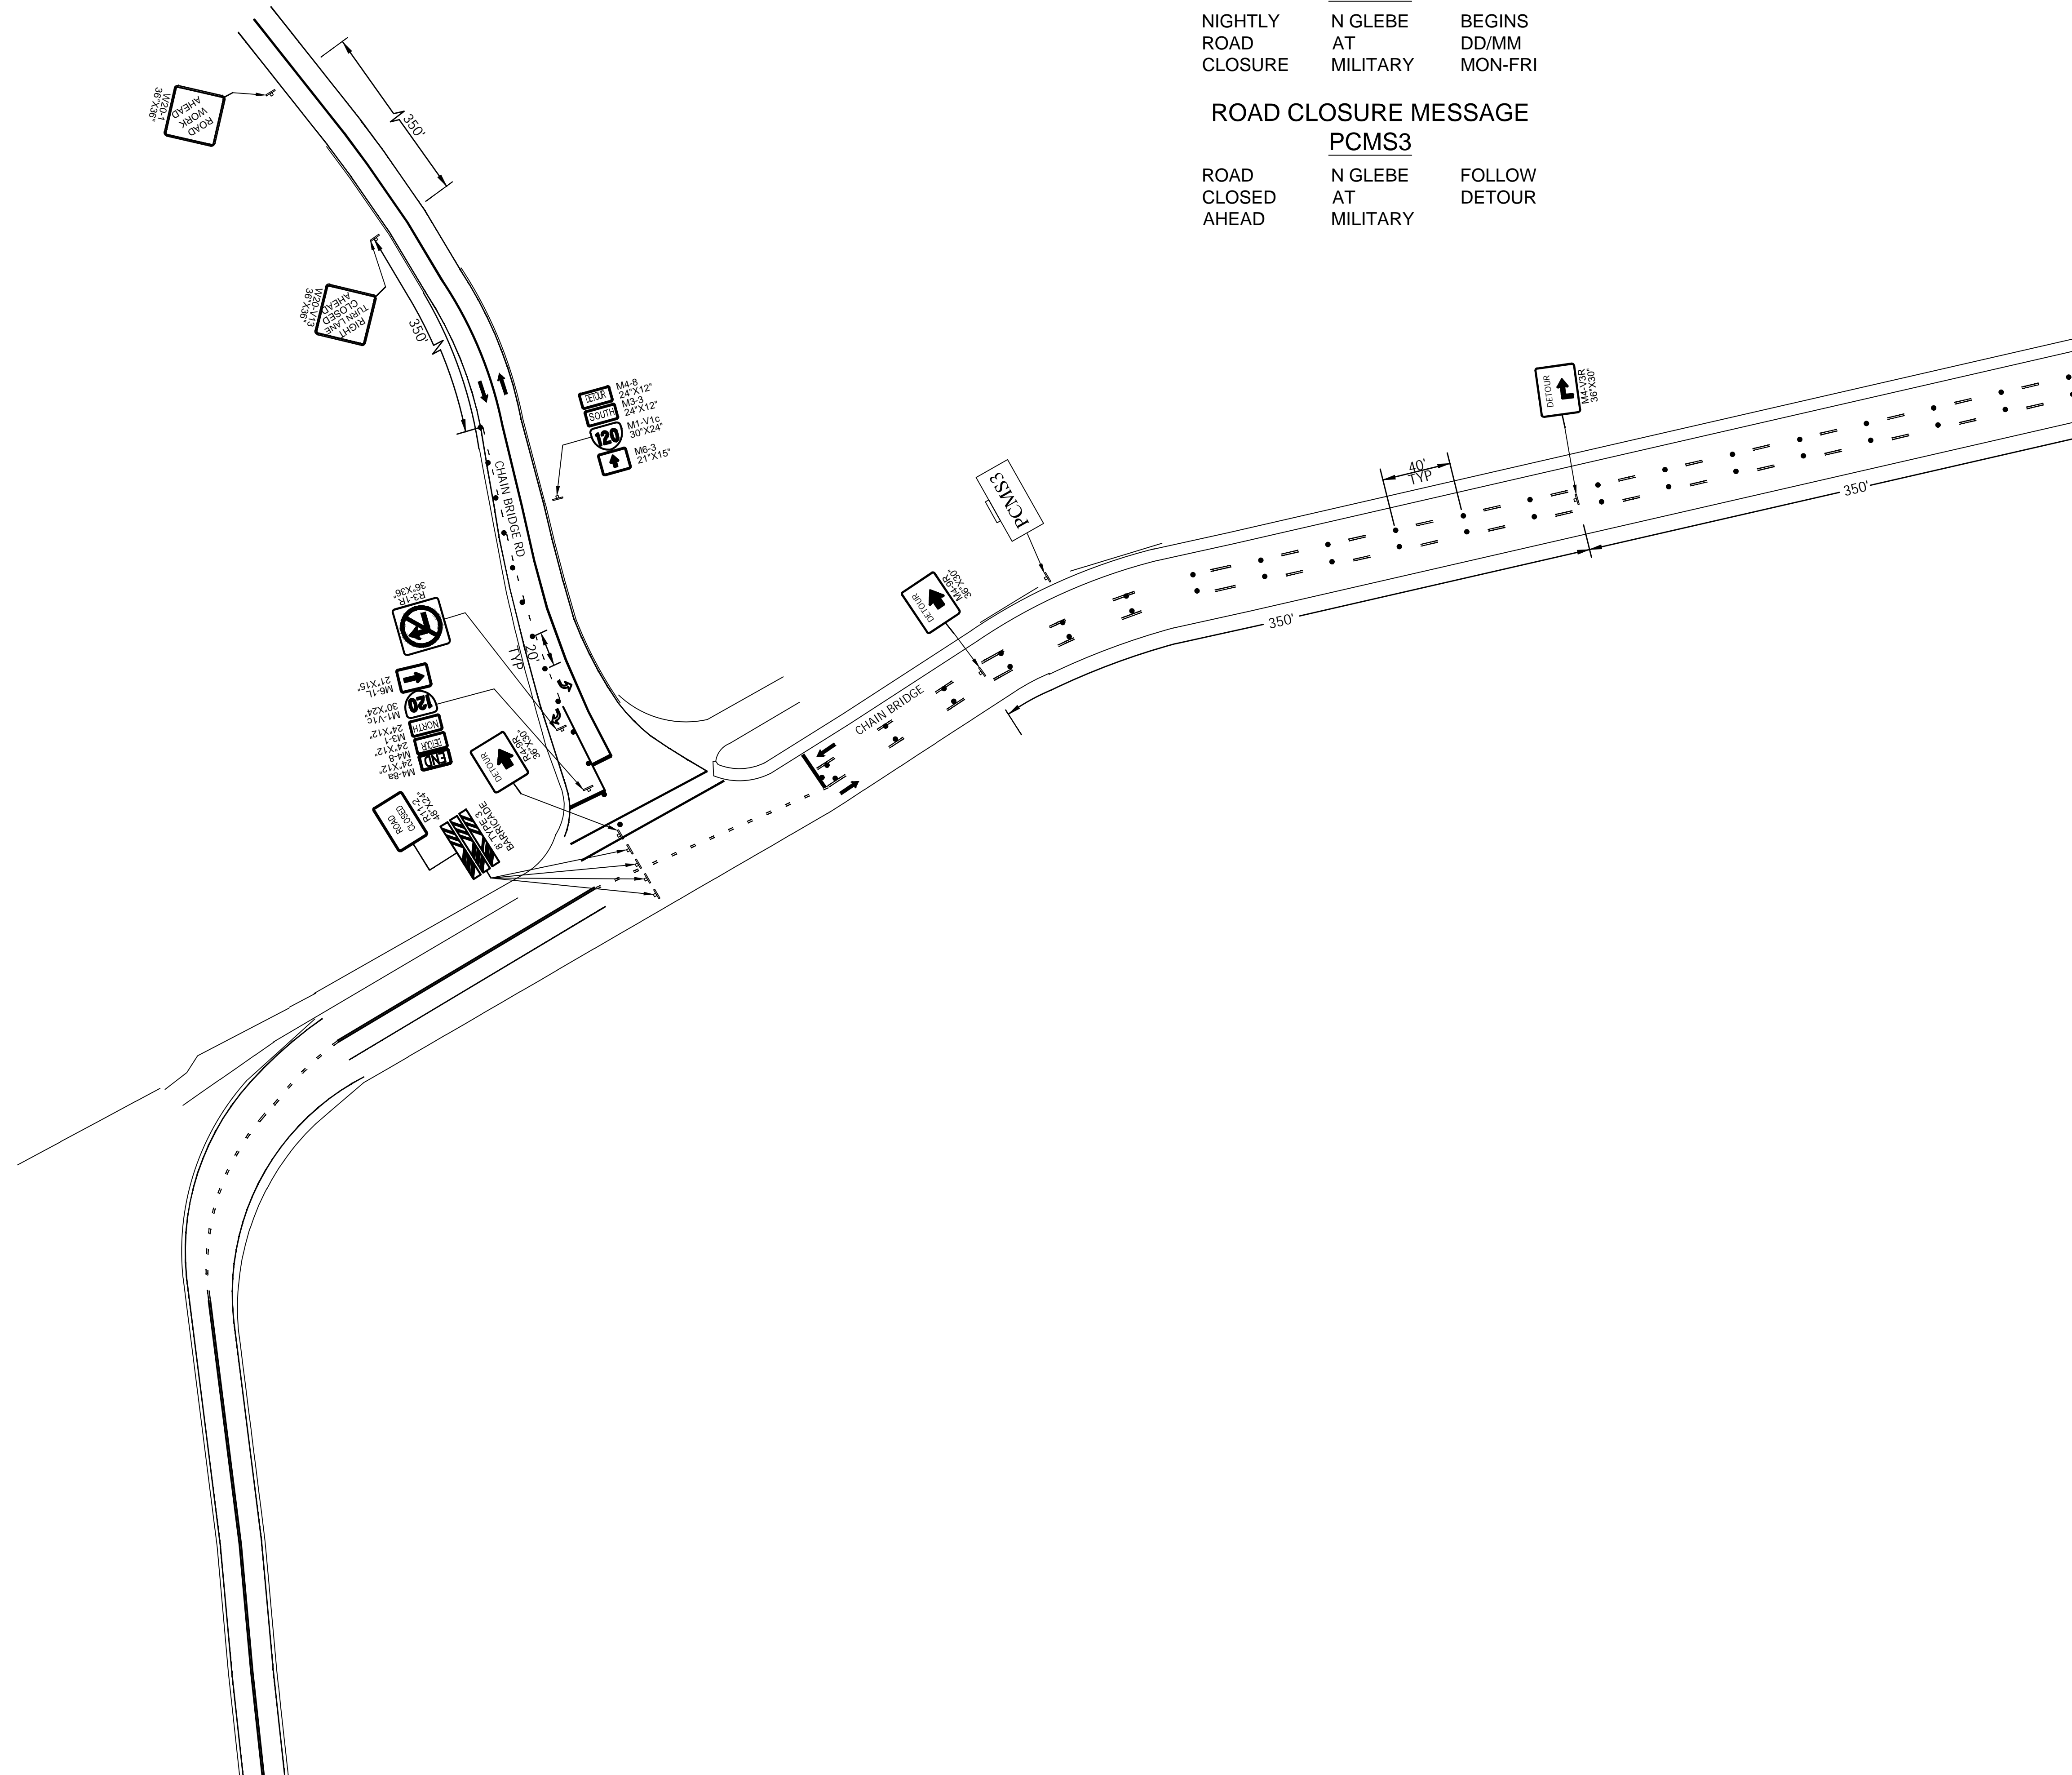 NIGHTLY N GLEBE BEGINS
ROAD AT DD/MM
CLOSURE MILITARY MON-FRI
ROAD CLOSURE MESSAGE
PCMS3
ROAD N GLEBE FOLLOW
CLOSED AT DETOUR
AHEAD MILITARY
350'
ROAD
WORK
AHEAD
W20-1
36"X36"
RIGHT
TURN LANE
CLOSED
AHEAD
W20-V13
36"X36"
350'
DETOUR
M4-8
24"X12"
SOUTH
M3-3
24"X12"
120
M1-V1c
30"X24"
M6-3
21"X15"
CHAIN BRIDGE RD
DETOUR
M4-V3R
36"X30"
40'
TYP
350'
PCMS3
DETOUR
M4-9R
36"X30"
350'
R3-1R
36"X36"
20'
TYP
M6-1L
21"X15"
120
M1-V1c
30"X24"
NORTH
M3-1
24"X12"
DETOUR
M4-8
24"X12"
END
M4-8a
24"X12"
CHAIN BRIDGE
DETOUR
R4-9R
36"X30"
ROAD
CLOSED
R11-2
48"X24"
8' TYPE 3
BARRICADE